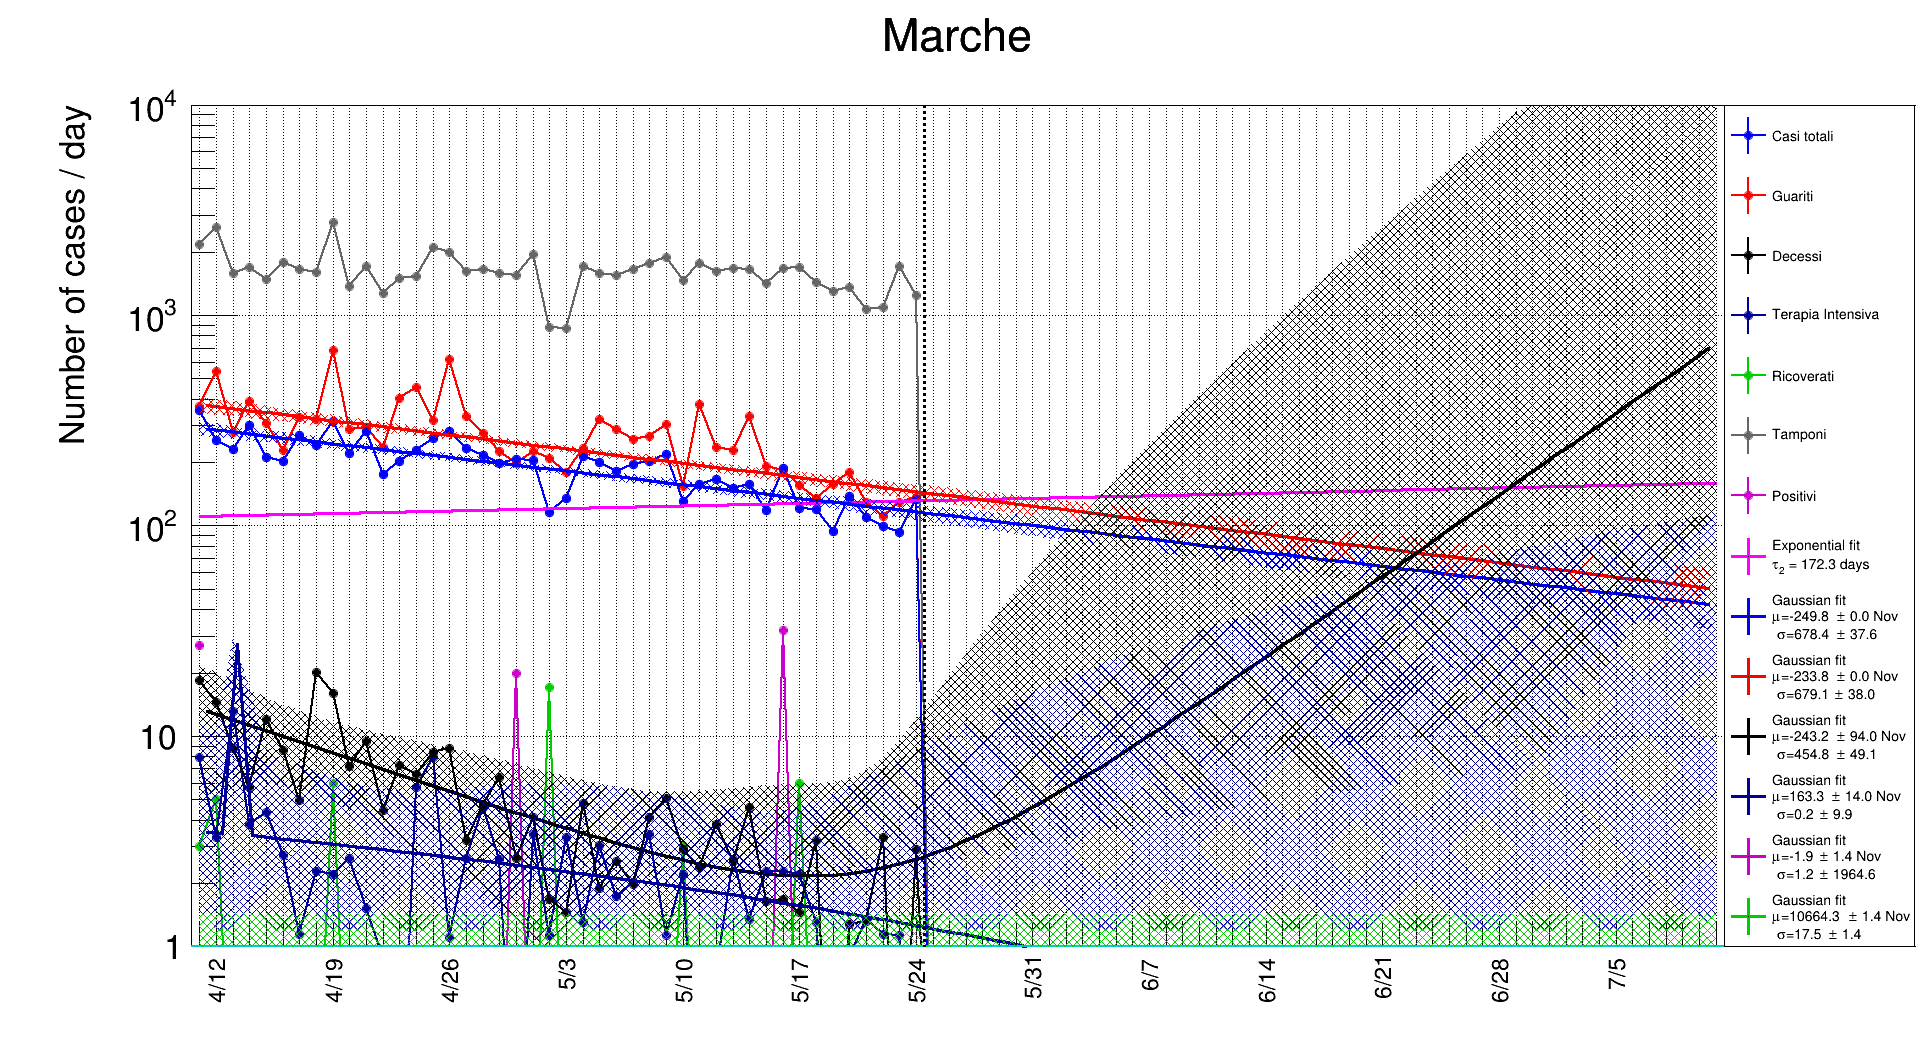 Marche
Number of cases / day
10^4
10^3
10^2
10
1
4/12
4/19
4/26
5/3
5/10
5/17
5/24
5/31
6/7
6/14
6/21
6/28
7/5
Casi totali
Guariti
Decessi
Terapia Intensiva
Ricoverati
Tamponi
Positivi
Exponential fit
τ₂ = 172.3 days
Gaussian fit
μ=-249.8 ± 0.0 Nov
σ=678.4 ± 37.6
Gaussian fit
μ=-233.8 ± 0.0 Nov
σ=679.1 ± 38.0
Gaussian fit
μ=-243.2 ± 94.0 Nov
σ=454.8 ± 49.1
Gaussian fit
μ=163.3 ± 14.0 Nov
σ=0.2 ± 9.9
Gaussian fit
μ=-1.9 ± 1.4 Nov
σ=1.2 ± 1964.6
Gaussian fit
μ=10664.3 ± 1.4 Nov
σ=17.5 ± 1.4